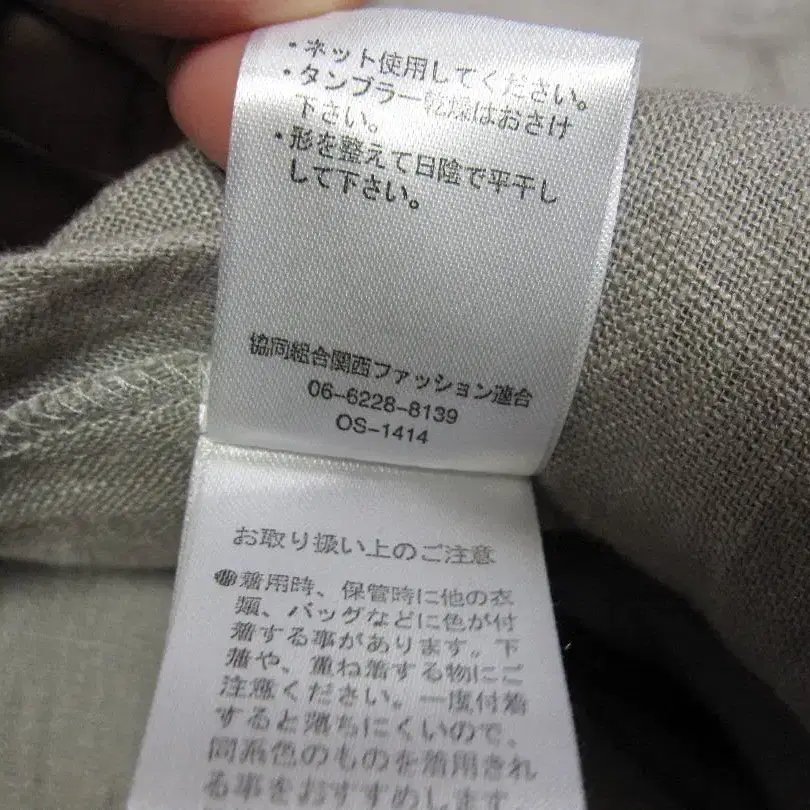 ・ネット使用してください。
・タンブラー乾燥はおさけ
下さい。
・形を整えて日陰で平干し
して下さい。
協同組合関西ファッション連合
06-6228-8139
OS-1414
お取り扱い上のご注意
●着用時、保管時に他の衣
類、バッグなどに色が付
着する事があります。下
着や、重ね着する物にご
注意ください。一度付着
すると落ちにくいので、
同系色のものを着用され
る事をおすすめします